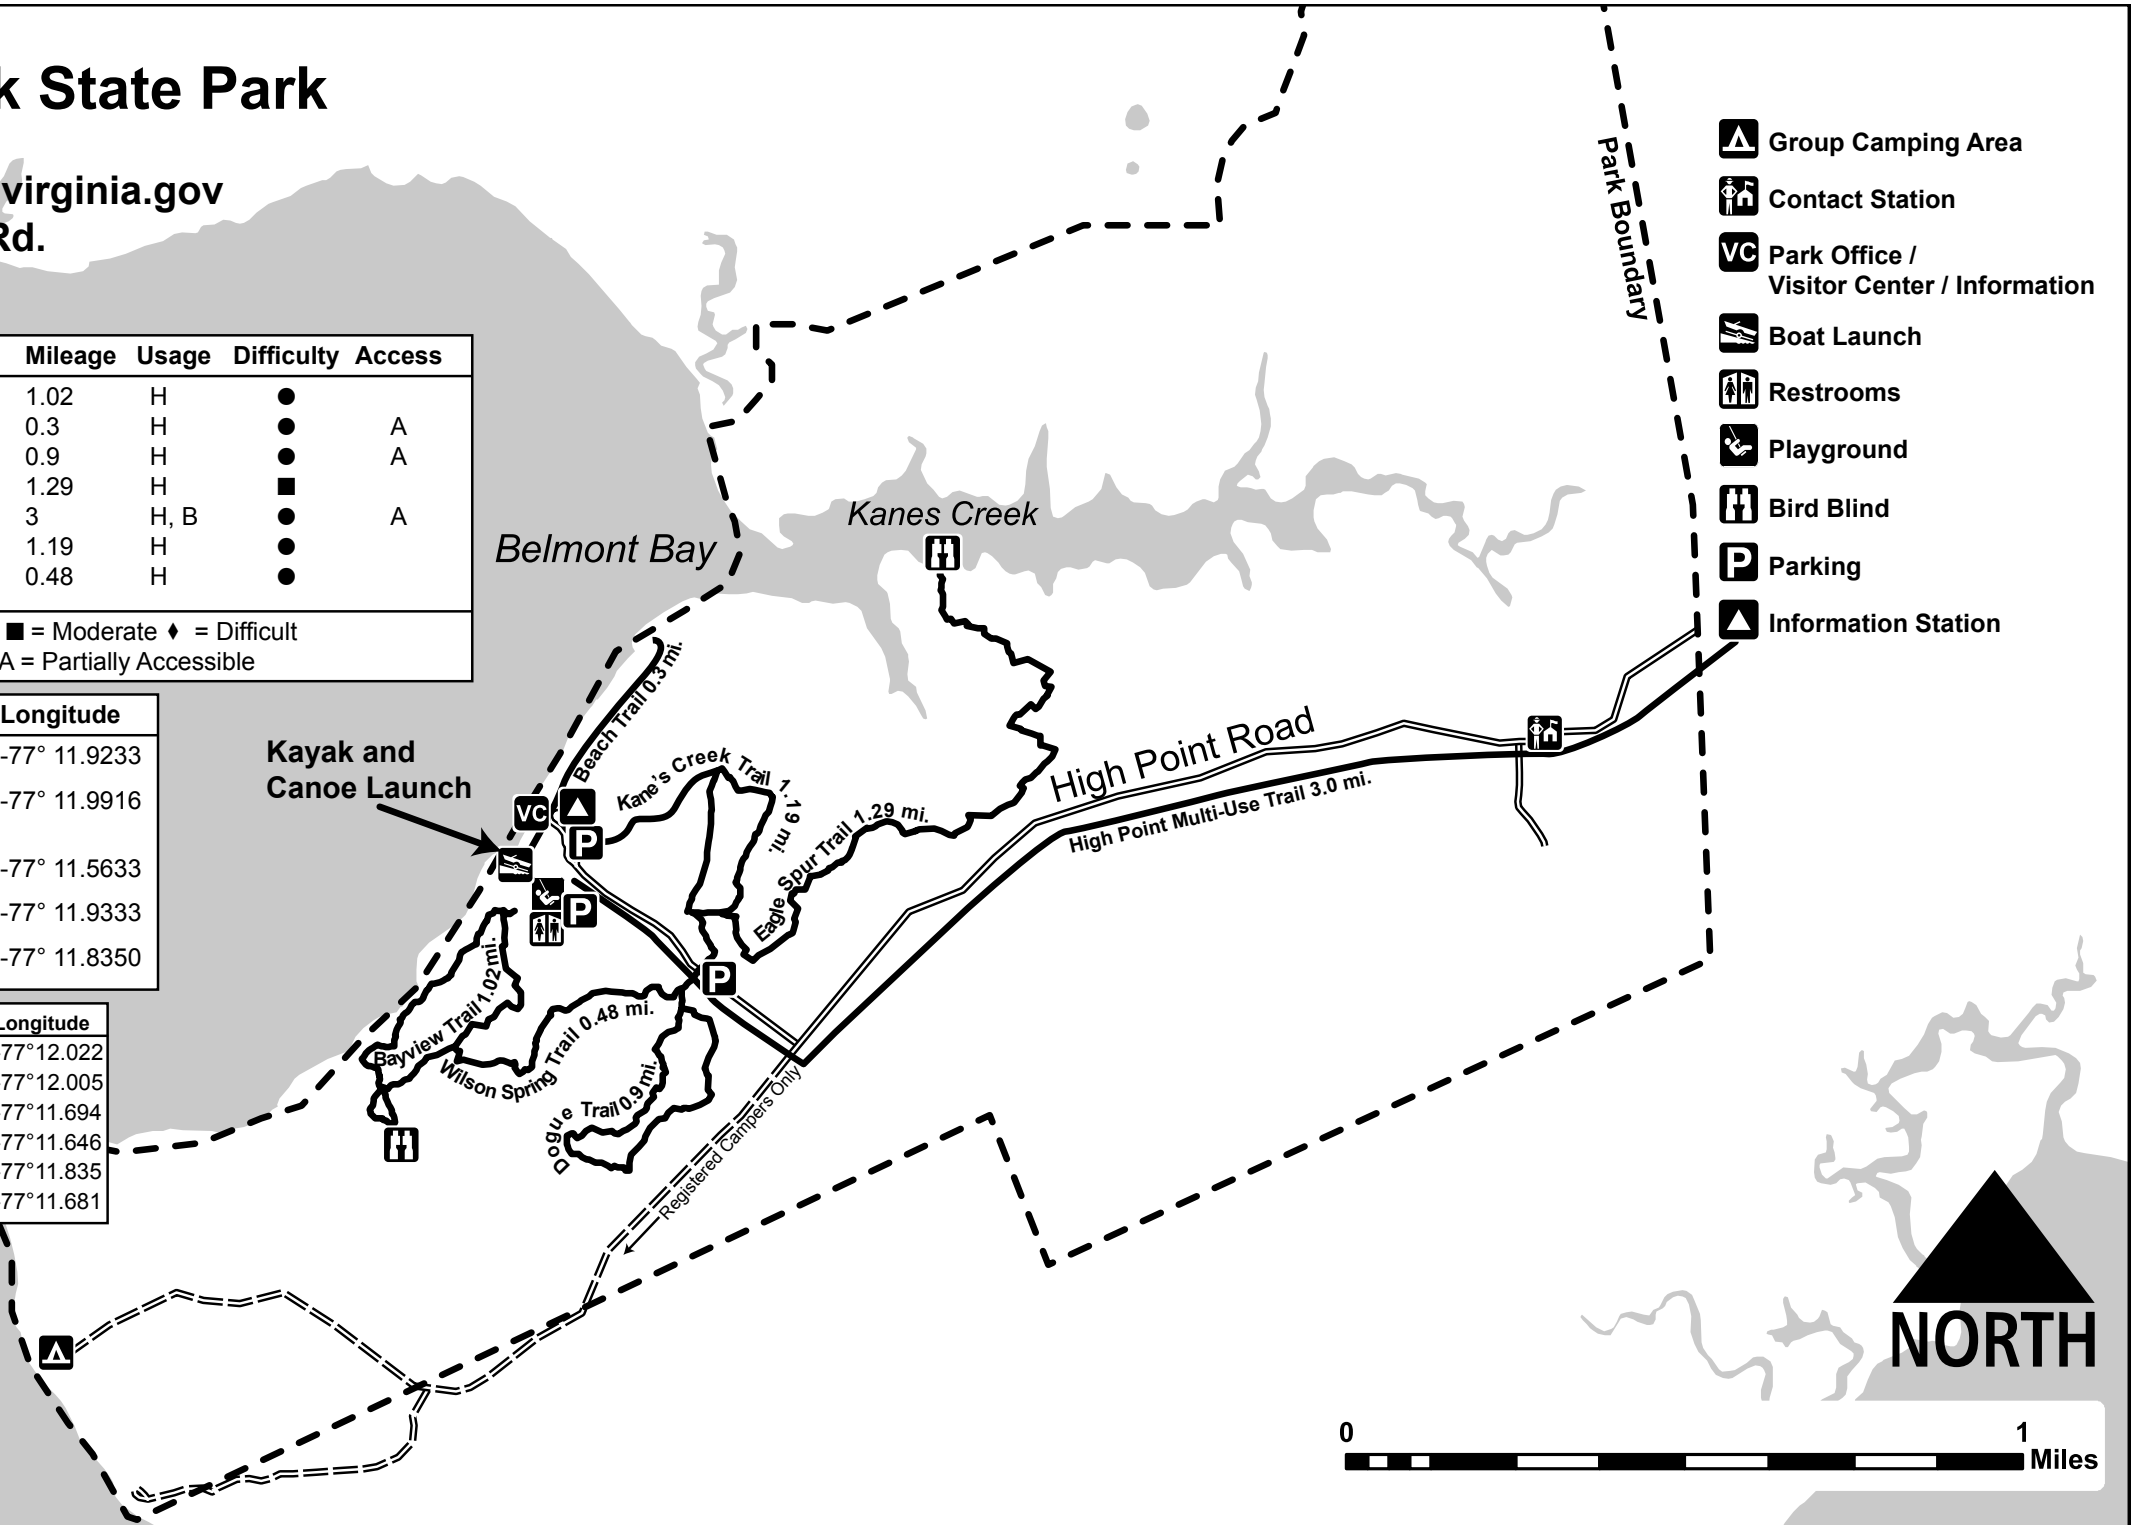 k State Park
virginia.gov
Rd.
Mileage Usage Difficulty Access
1.02 H ●
0.3 H ● A
0.9 H ● A
1.29 H ■
3 H, B ● A
1.19 H ●
0.48 H ●
■ = Moderate ♦ = Difficult
A = Partially Accessible
Longitude
-77° 11.9233
-77° 11.9916
-77° 11.5633
-77° 11.9333
-77° 11.8350
Longitude
77°12.022
77°12.005
77°11.694
77°11.646
77°11.835
77°11.681
Kayak and
Canoe Launch
Belmont Bay
Kanes Creek
Beach Trail 0.3 mi.
Kane's Creek Trail 1.19 mi.
Eagle Spur Trail 1.29 mi.
High Point Road
High Point Multi-Use Trail 3.0 mi.
Bayview Trail 1.02 mi.
Wilson Spring Trail 0.48 mi.
Dogue Trail 0.9 mi.
Registered Campers Only
VC
P
P
P
Park Boundary
Group Camping Area
Contact Station
VC Park Office /
Visitor Center / Information
Boat Launch
Restrooms
Playground
Bird Blind
P Parking
Information Station
NORTH
0 1
Miles